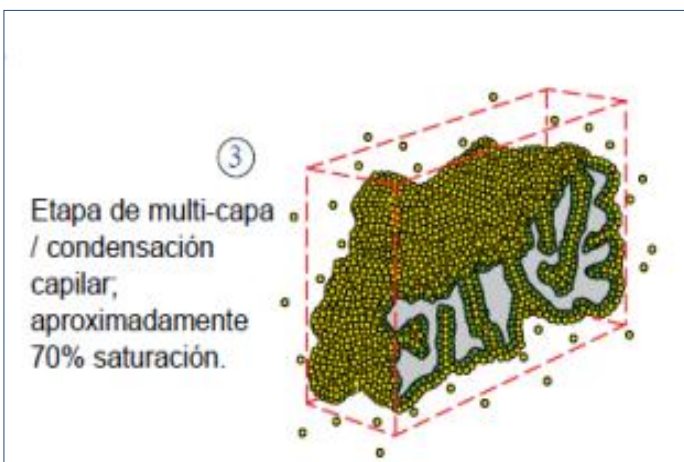 3
Etapa de multi-capa
/ condensación
capilar;
aproximadamente
70% saturación.